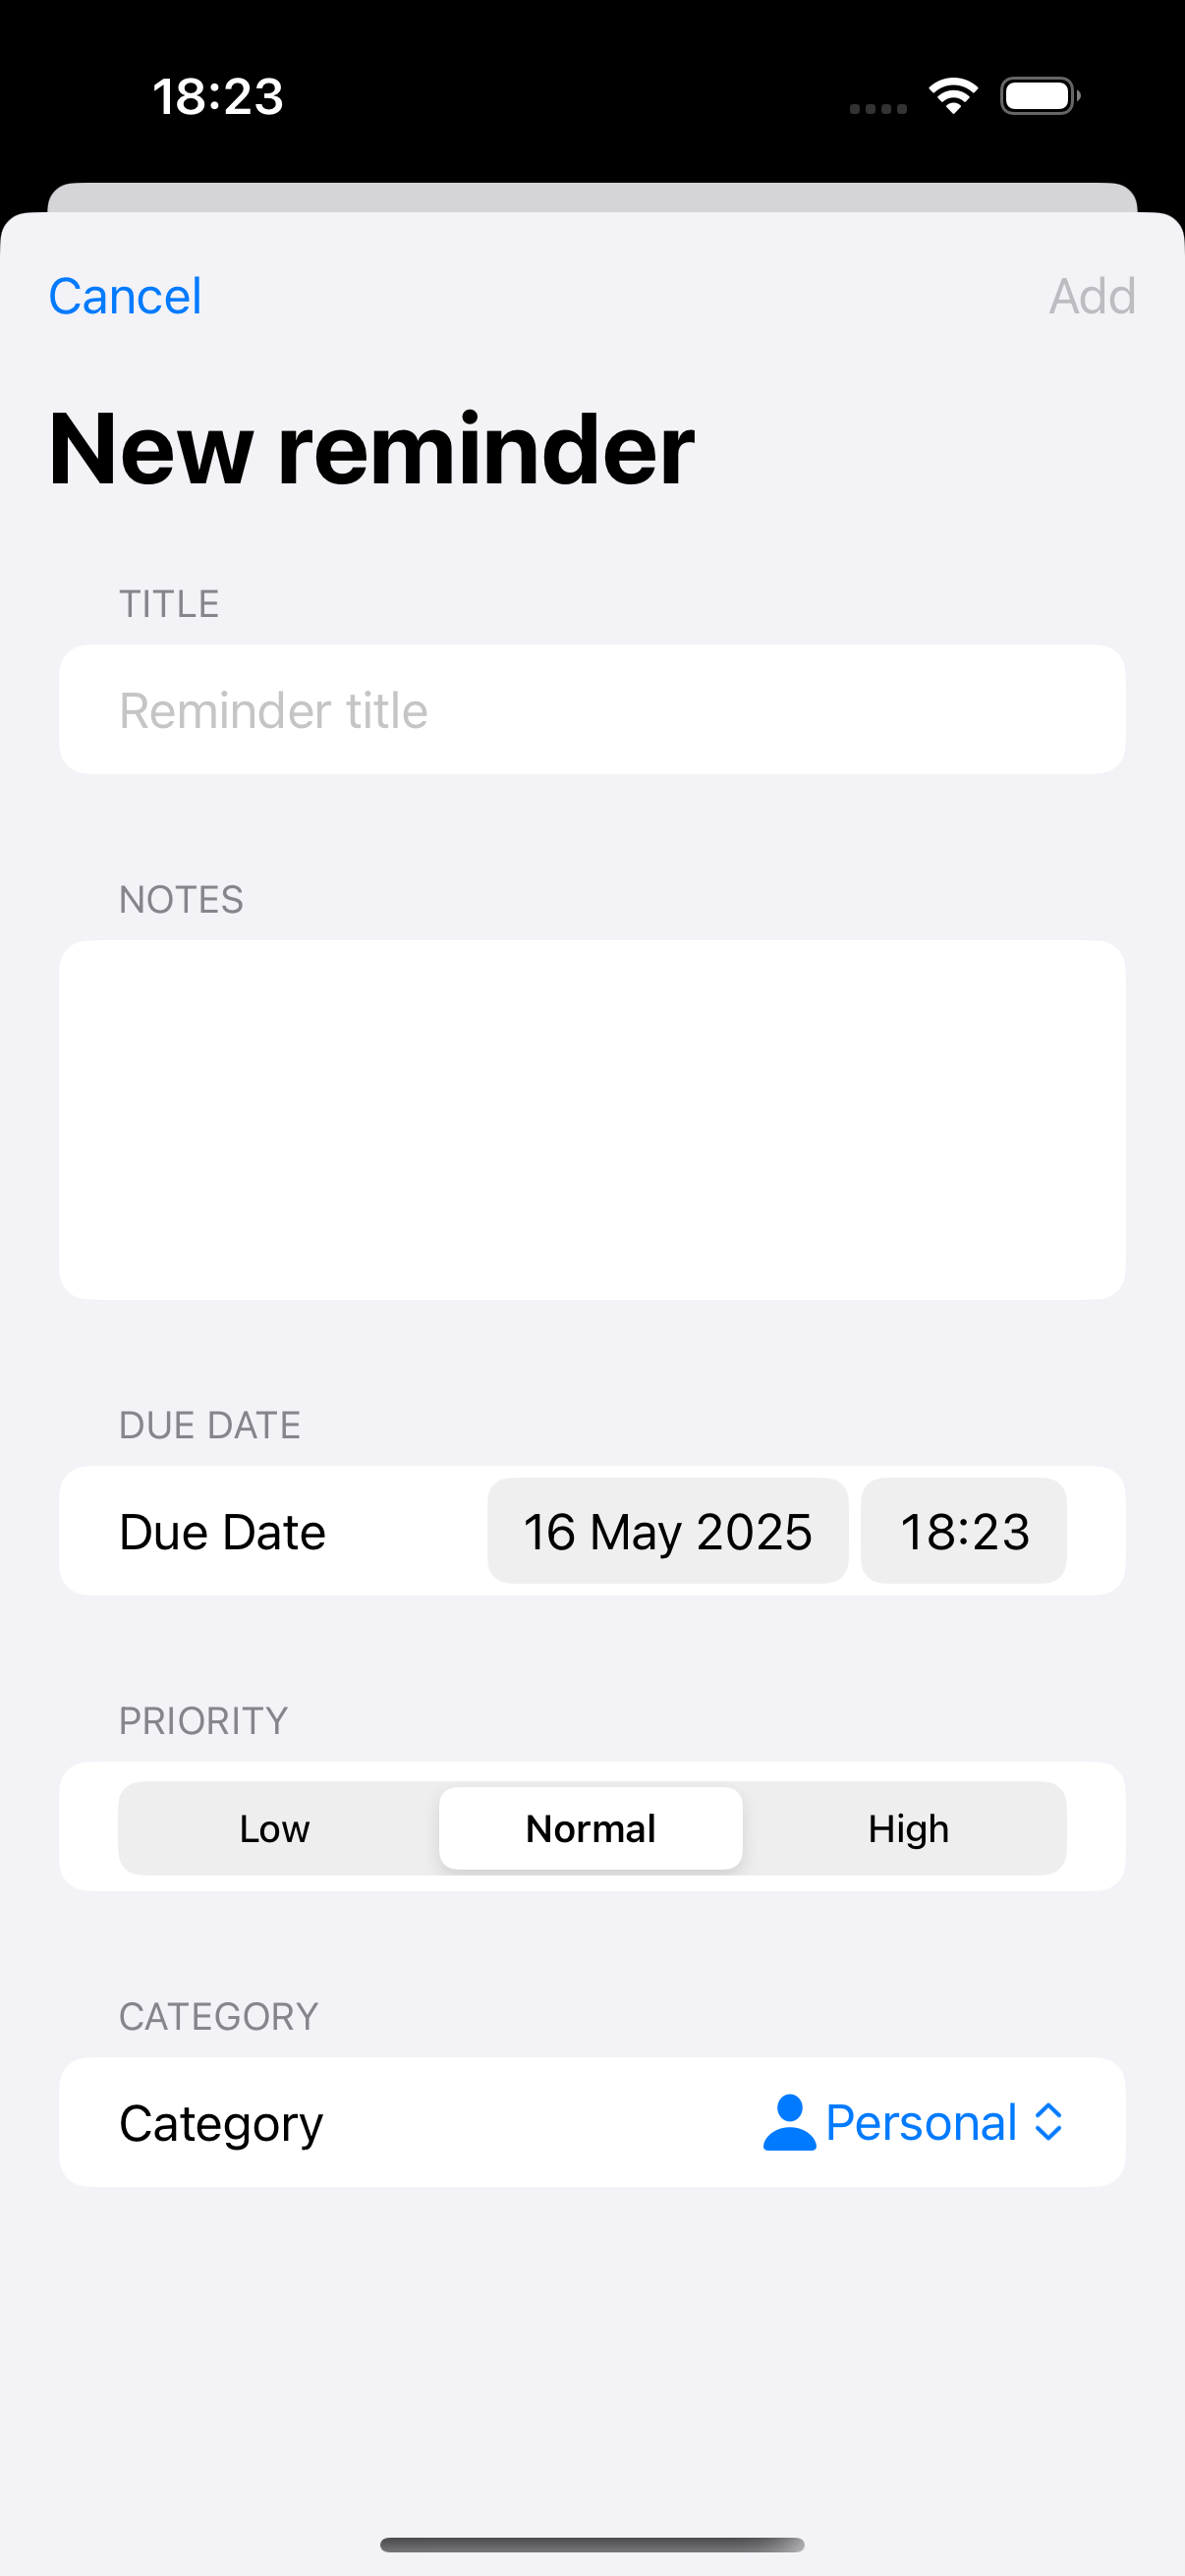 18:23
Cancel Add
New reminder
TITLE
Reminder title
NOTES
DUE DATE
Due Date 16 May 2025 18:23
PRIORITY
Low Normal High
CATEGORY
Category Personal